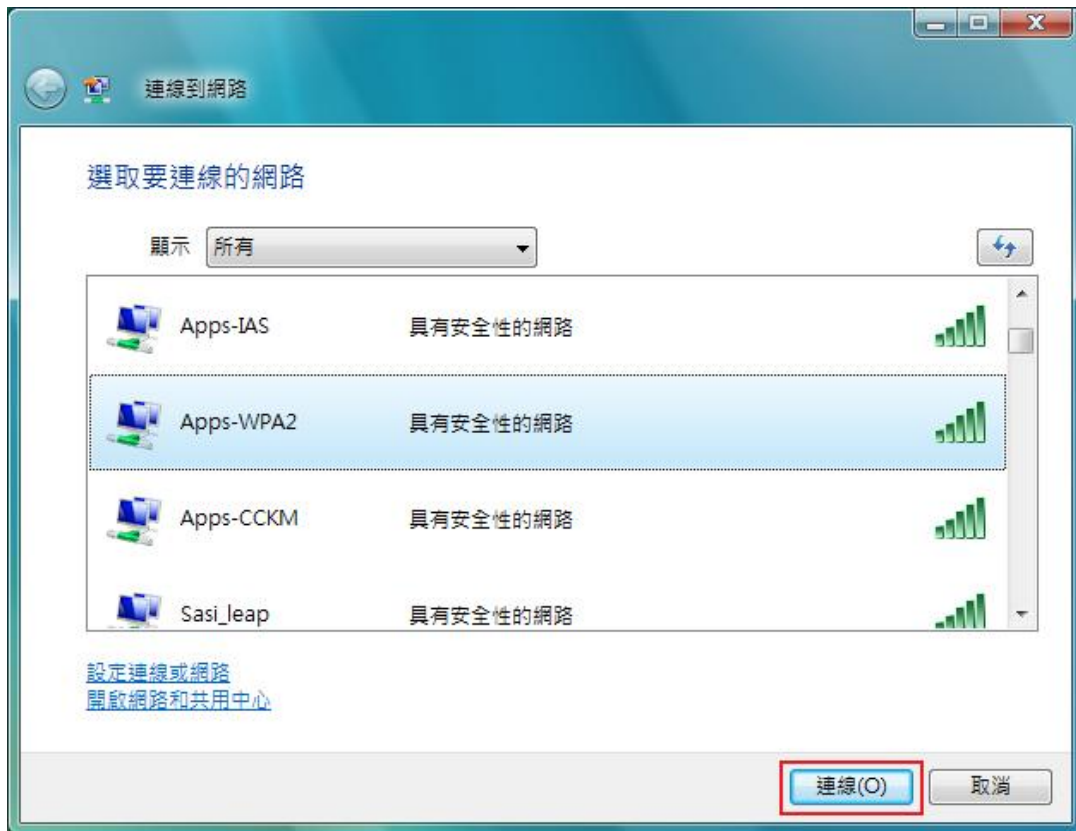 連線到網路
選取要連線的網路
顯示 所有
Apps-IAS 具有安全性的網路
Apps-WPA2 具有安全性的網路
Apps-CCKM 具有安全性的網路
Sasi_leap 具有安全性的網路
設定連線或網路
開啟網路和共用中心
連線(O) 取消